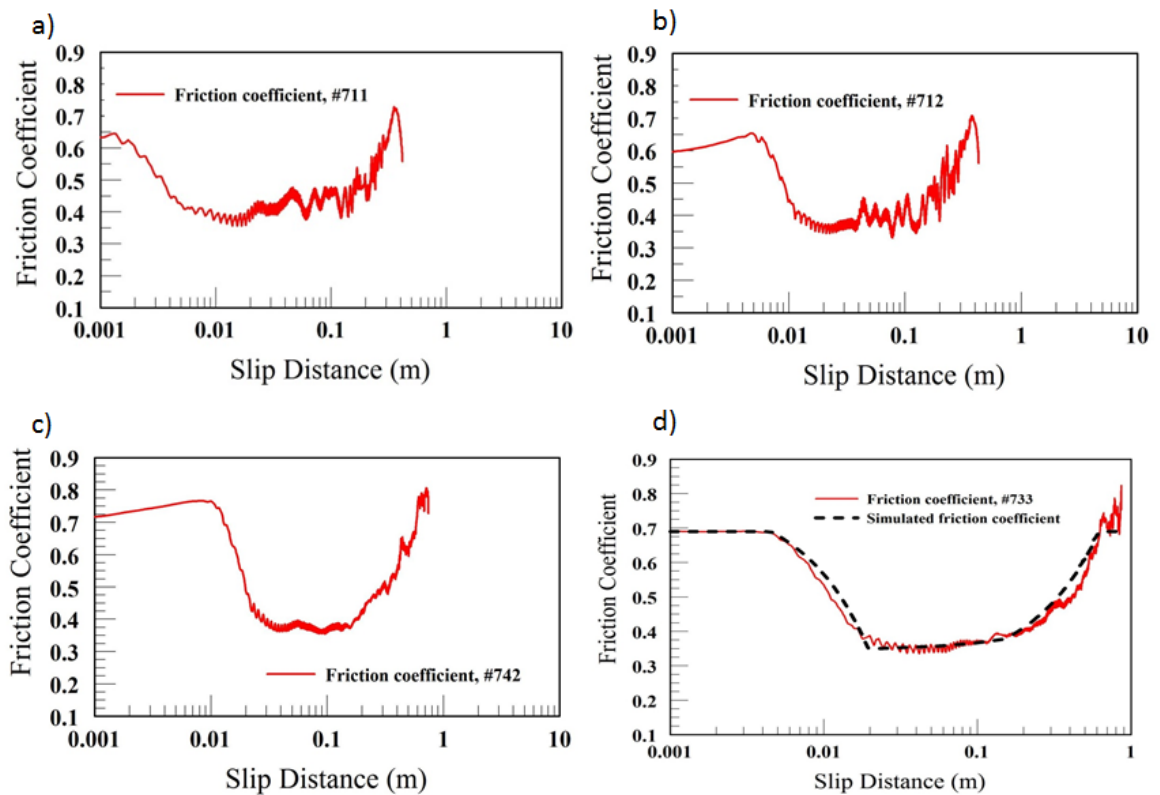 a)
0.9
0.8
0.7
0.6
0.5
0.4
0.3
0.2
0.1
Friction Coefficient
Friction coefficient, #711
0.001 0.01 0.1 1 10
Slip Distance (m)
b)
0.9
0.8
0.7
0.6
0.5
0.4
0.3
0.2
0.1
Friction Coefficient
Friction coefficient, #712
0.001 0.01 0.1 1 10
Slip Distance (m)
c)
0.9
0.8
0.7
0.6
0.5
0.4
0.3
0.2
0.1
Friction Coefficient
Friction coefficient, #742
0.001 0.01 0.1 1 10
Slip Distance (m)
d)
0.9
0.8
0.7
0.6
0.5
0.4
0.3
0.2
0.1
Friction Coefficient
Friction coefficient, #733
Simulated friction coefficient
0.001 0.01 0.1 1
Slip Distance (m)